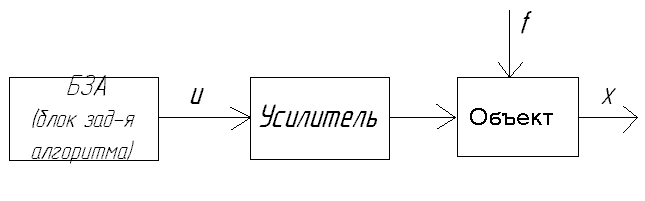 f
БЗА
(блок зад-я
алгоритма)
u
Усилитель
Объект
x